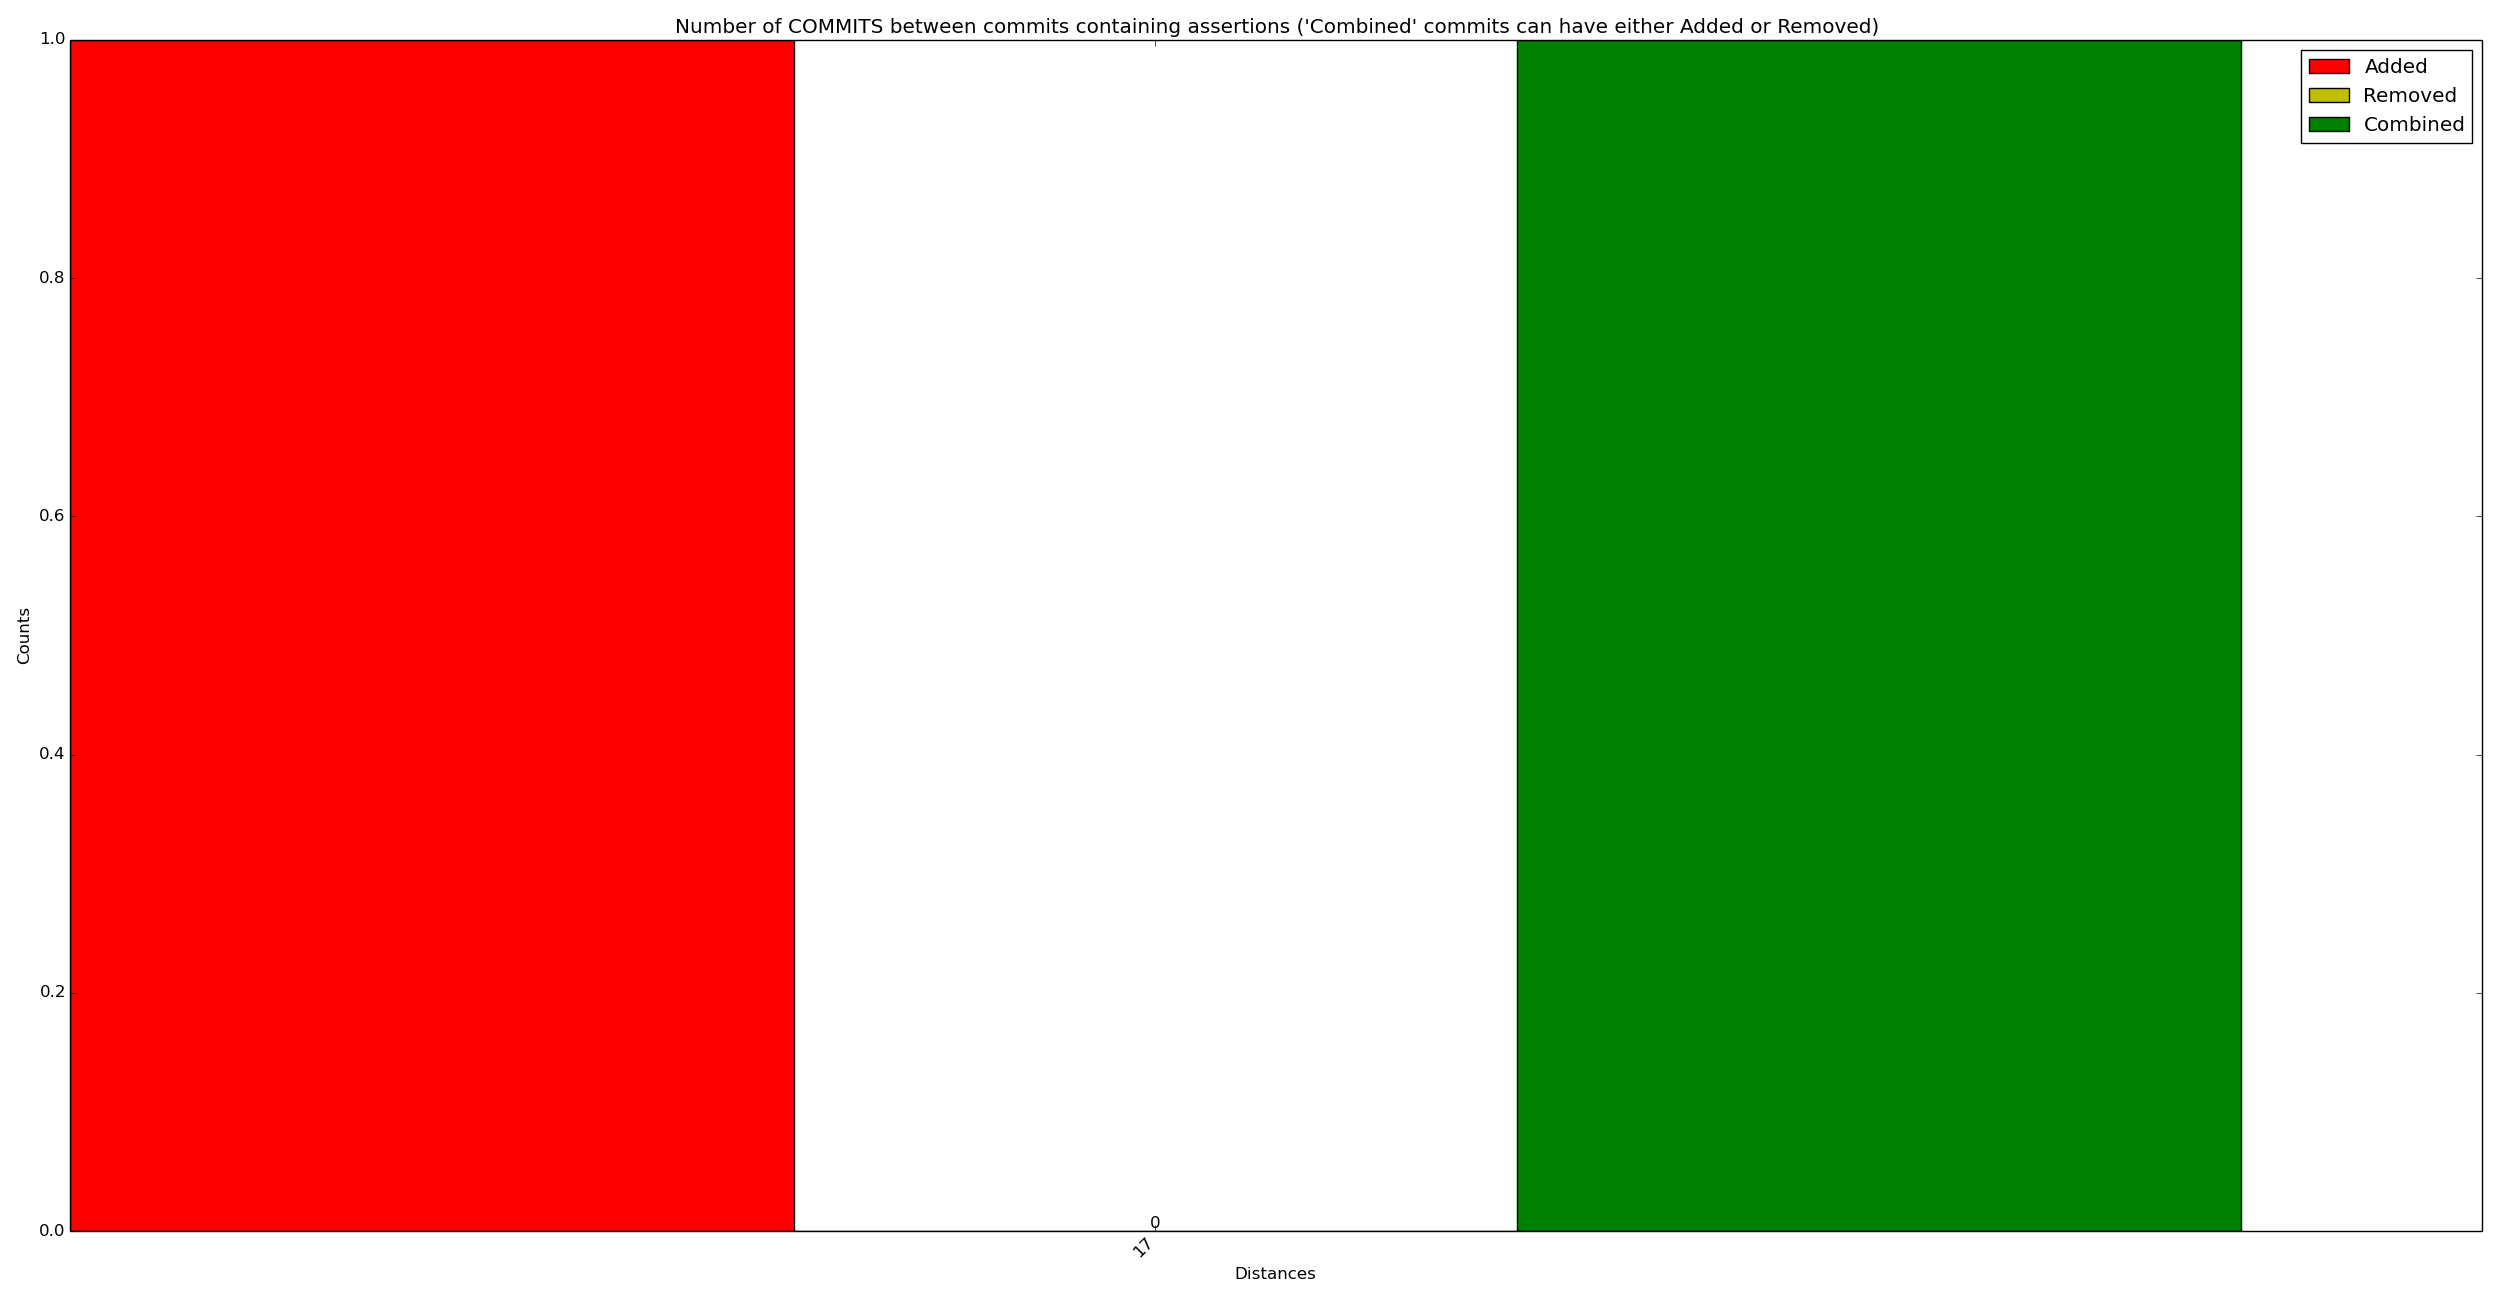 Number of COMMITS between commits containing assertions ('Combined' commits can have either Added or Removed)
1.0
0.8
0.6
0.4
0.2
0.0
Counts
Added
Removed
Combined
0
17
Distances